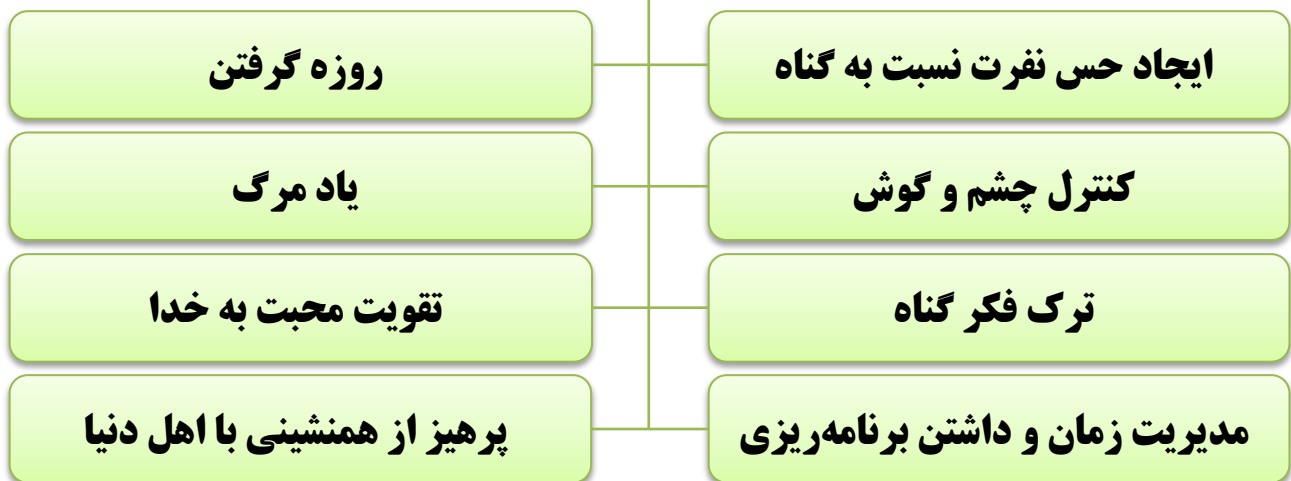 ایجاد حس نفرت نسبت به گناه
روزه گرفتن
کنترل چشم و گوش
یاد مرگ
ترک فکر گناه
تقویت محبت به خدا
مدیریت زمان و داشتن برنامه‌ریزی
پرهیز از همنشینی با اهل دنیا